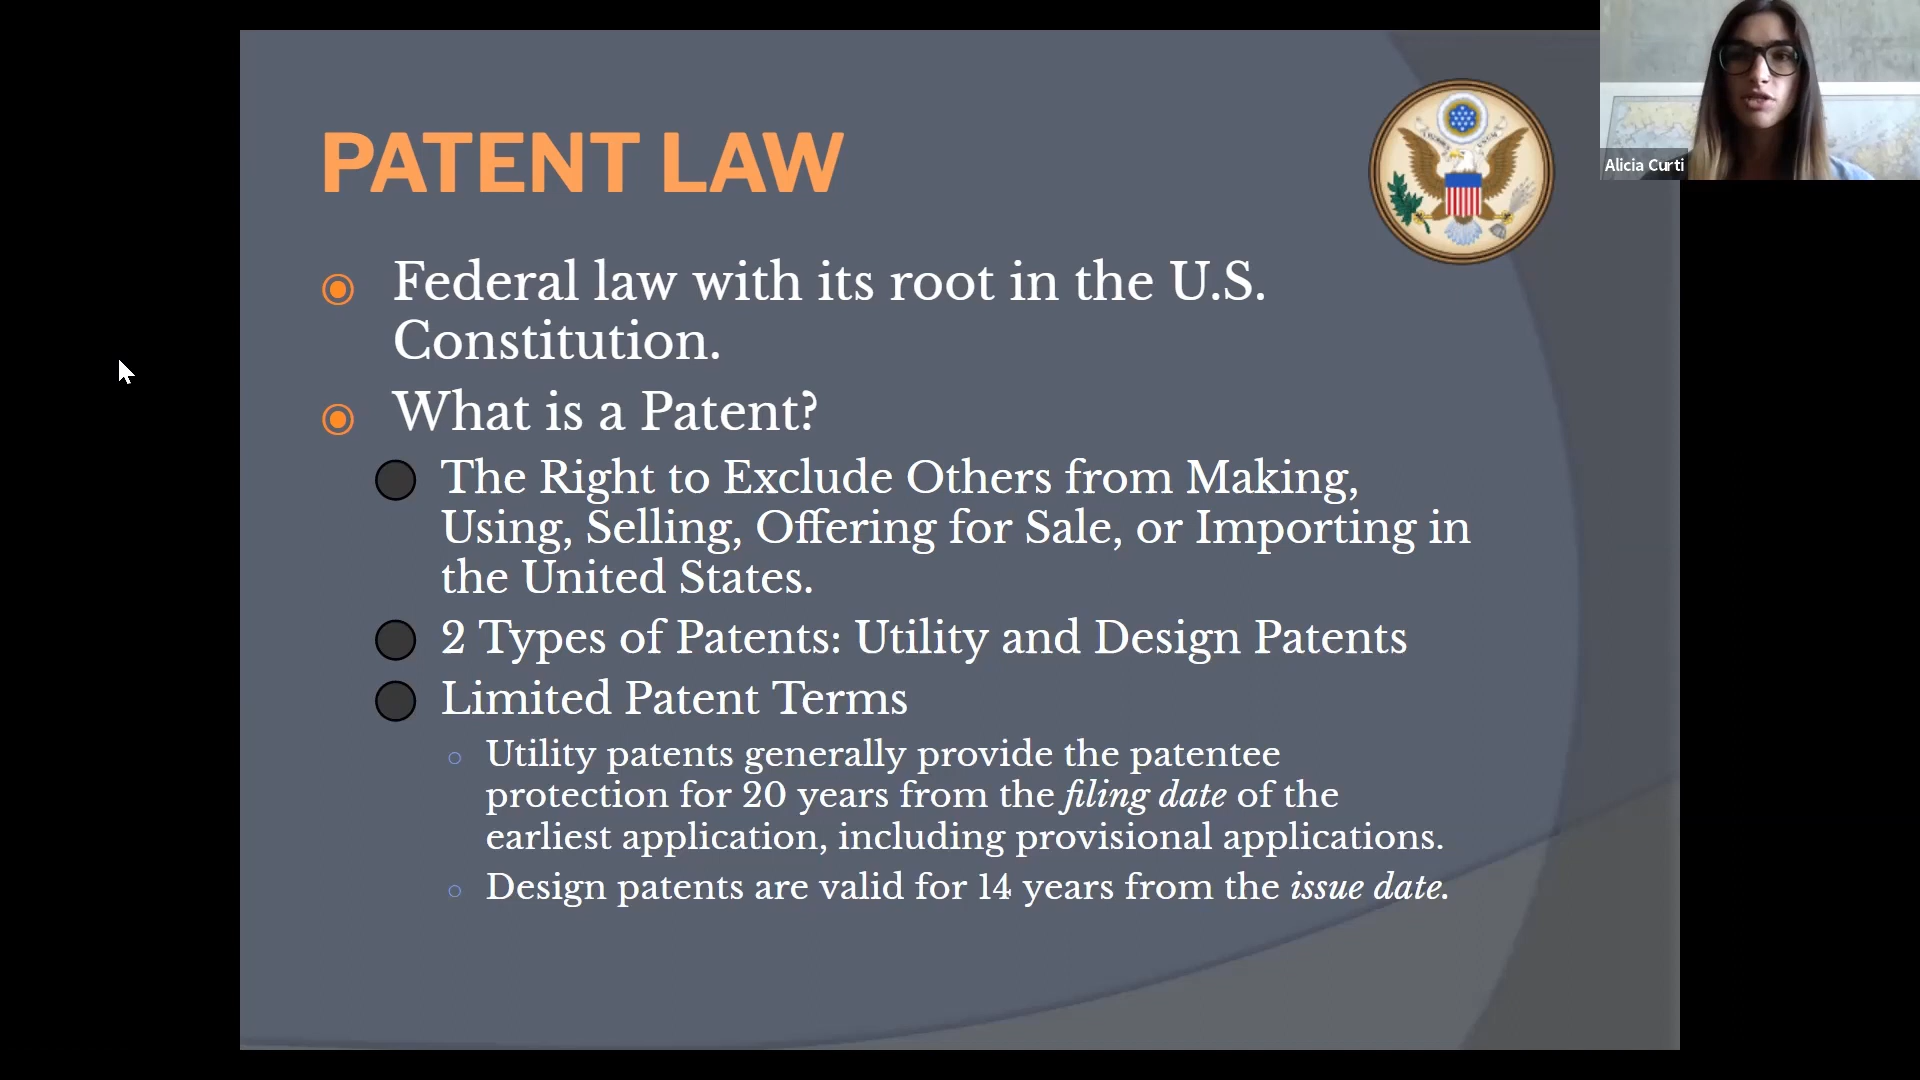 PATENT LAW
Alicia Curti
Federal law with its root in the U.S.
Constitution.
What is a Patent?
The Right to Exclude Others from Making,
Using, Selling, Offering for Sale, or Importing in
the United States.
2 Types of Patents: Utility and Design Patents
Limited Patent Terms
Utility patents generally provide the patentee
protection for 20 years from the filing date of the
earliest application, including provisional applications.
Design patents are valid for 14 years from the issue date.